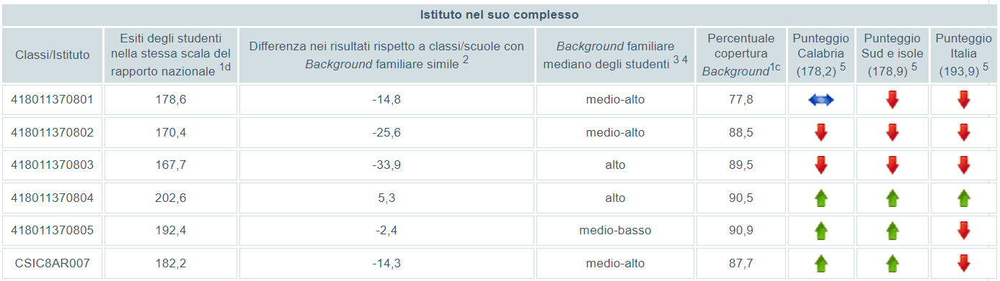 Istituto nel suo complesso
Classi/Istituto
Esiti degli studenti
nella stessa scala del
rapporto nazionale 1d
Differenza nei risultati rispetto a classi/scuole con
Background familiare simile 2
Background familiare
mediano degli studenti 3 4
Percentuale
copertura
Background1c
Punteggio
Calabria
(178,2) 5
Punteggio
Sud e isole
(178,9) 5
Punteggio
Italia
(193,9) 5
418011370801 178,6 -14,8 medio-alto 77,8
418011370802 170,4 -25,6 medio-alto 88,5
418011370803 167,7 -33,9 alto 89,5
418011370804 202,6 5,3 alto 90,5
418011370805 192,4 -2,4 medio-basso 90,9
CSIC8AR007 182,2 -14,3 medio-alto 87,7